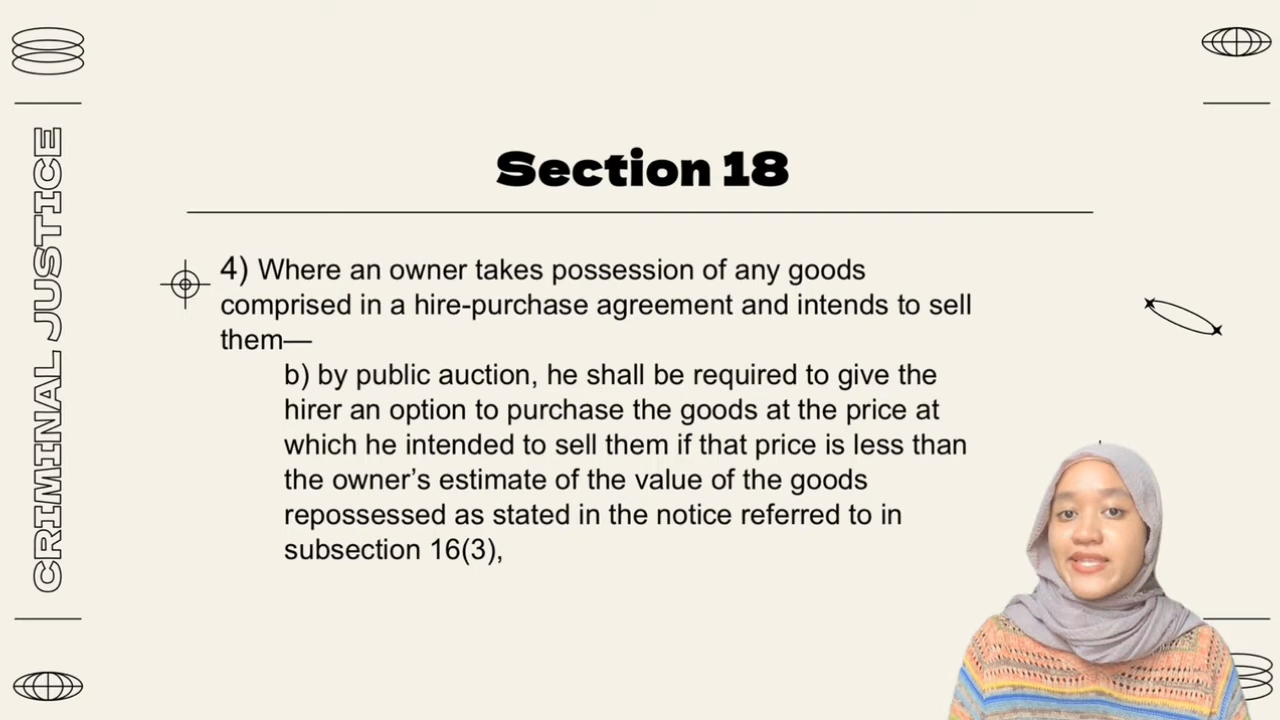 CRIMINAL JUSTICE
Section 18
4) Where an owner takes possession of any goods
comprised in a hire-purchase agreement and intends to sell
them—
b) by public auction, he shall be required to give the
hirer an option to purchase the goods at the price at
which he intended to sell them if that price is less than
the owner’s estimate of the value of the goods
repossessed as stated in the notice referred to in
subsection 16(3),